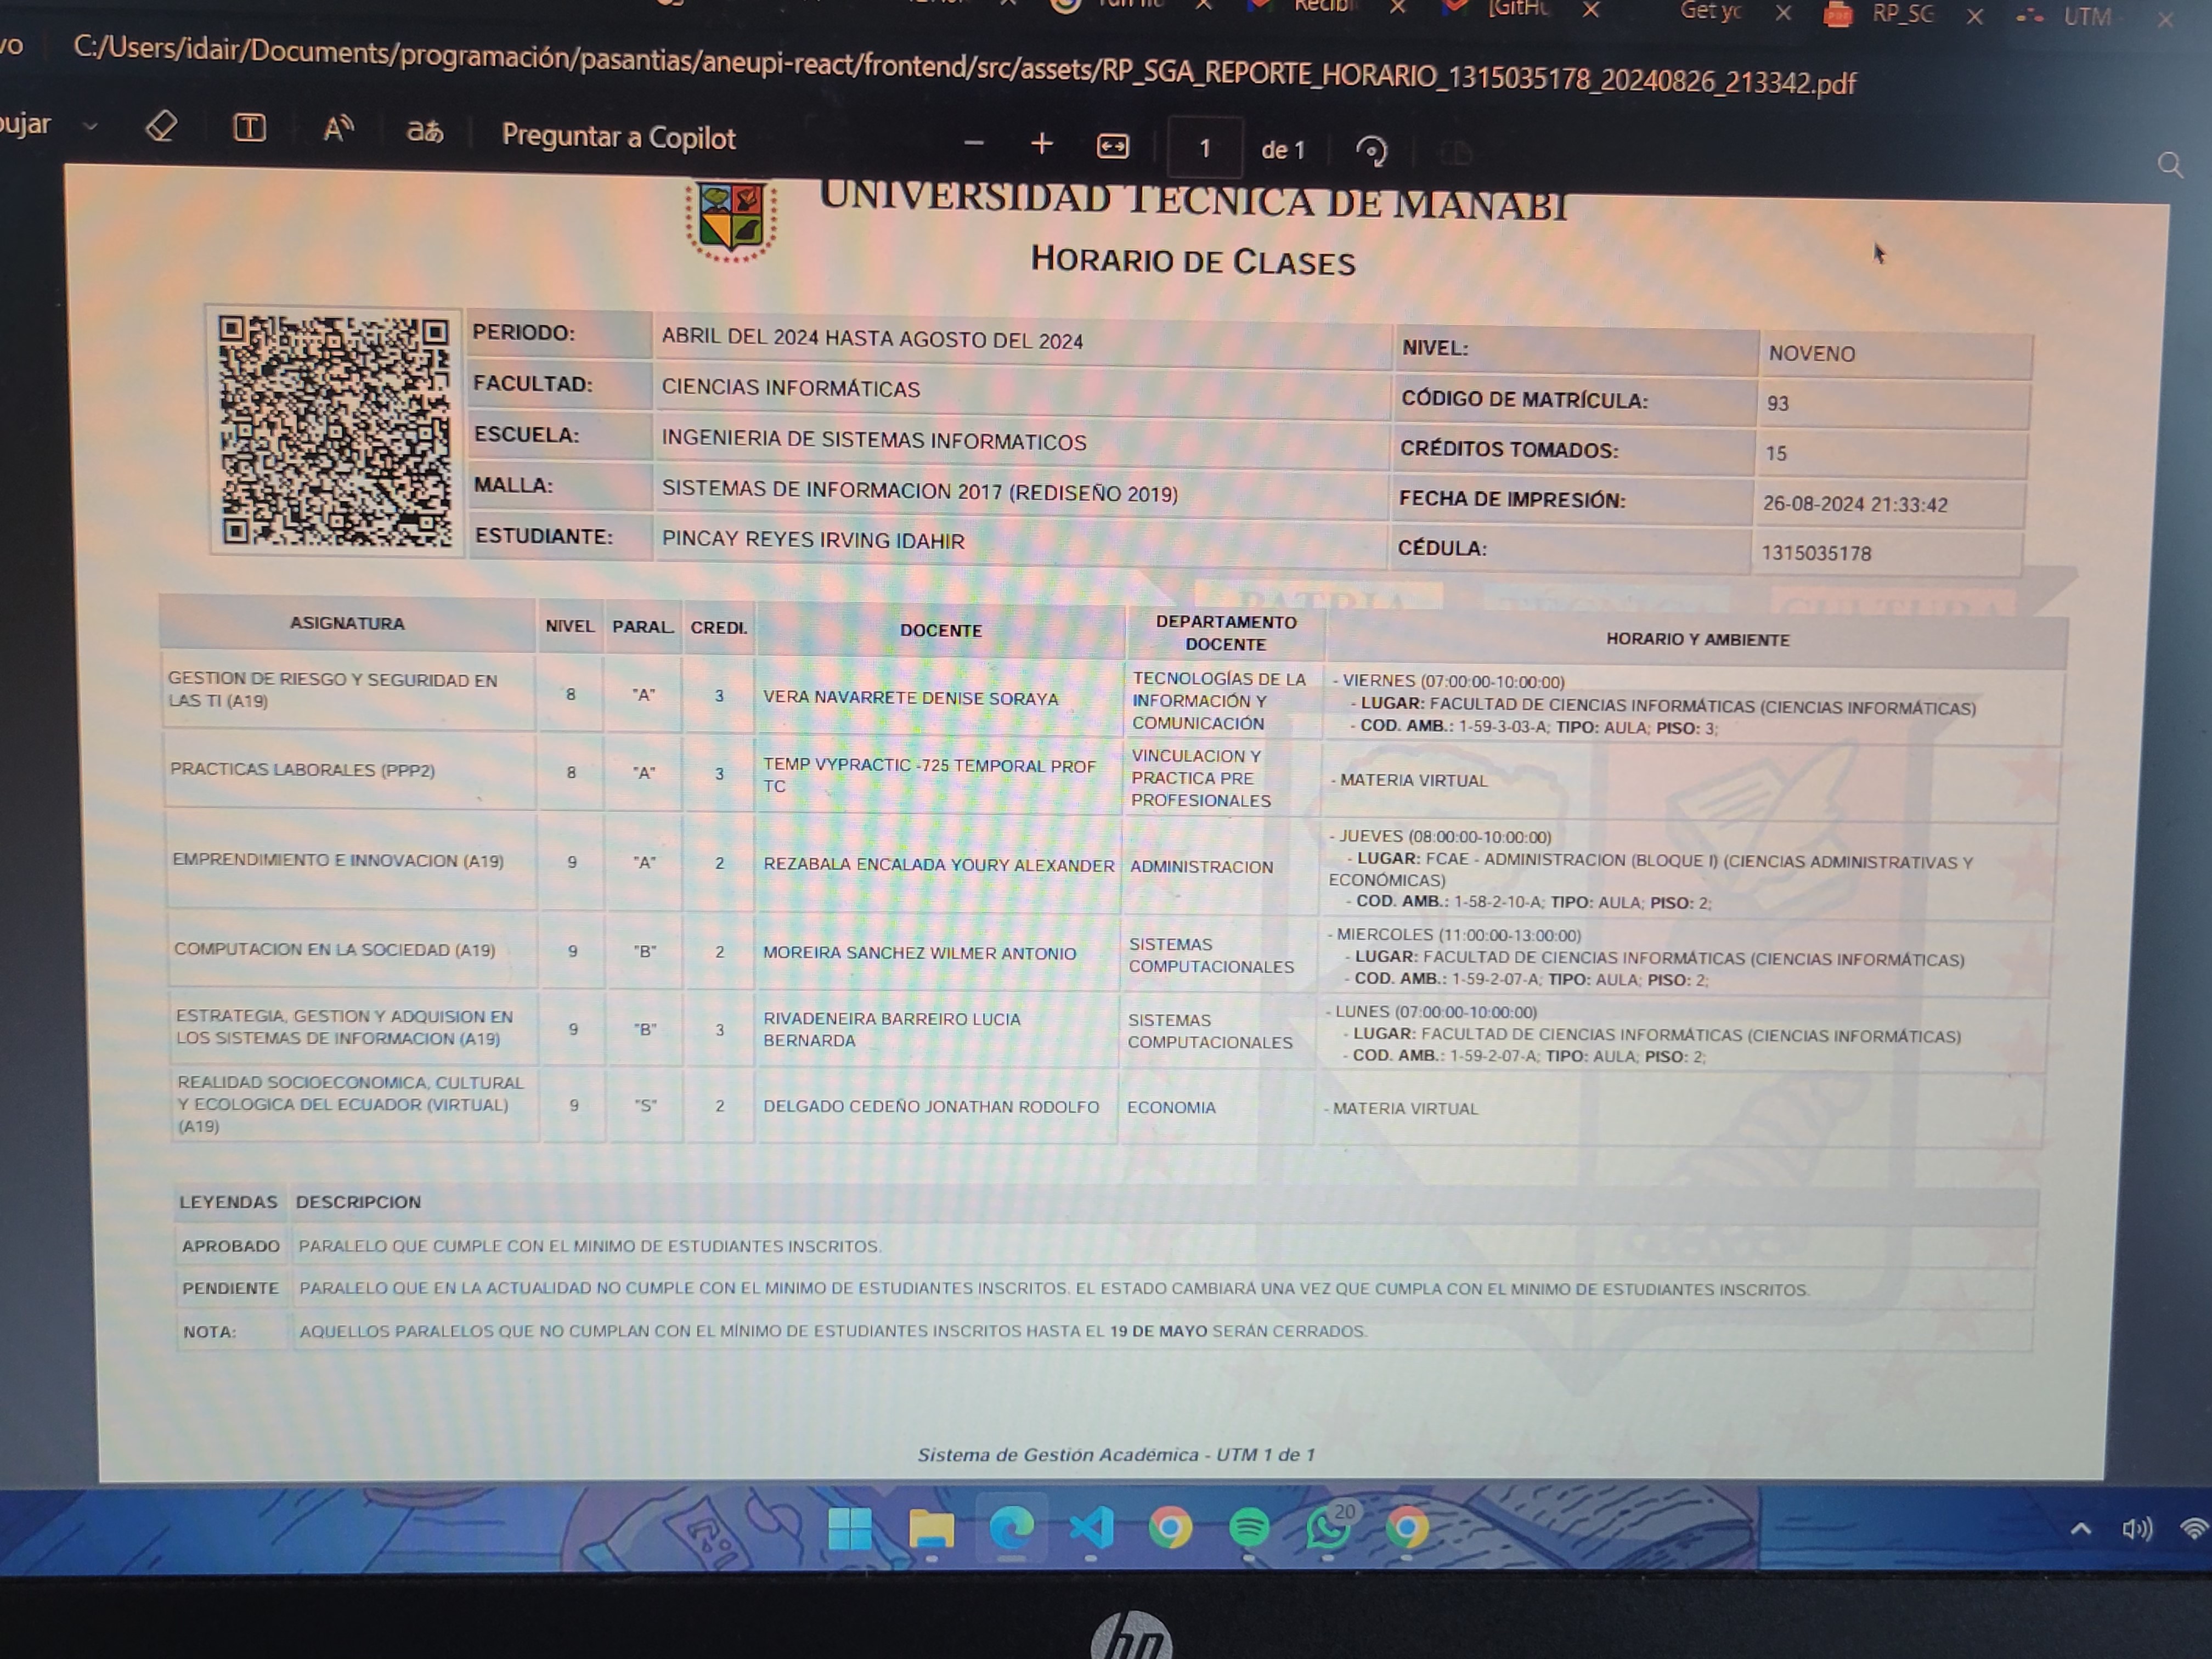 Recibi
[GitHu
Get yo
RP_SG
UTM
vo C:/Users/idair/Documents/programación/pasantias/aneupi-react/frontend/src/assets/RP_SGA_REPORTE_HORARIO_1315035178_20240826_213342.pdf
bujar T A aあ Preguntar a Copilot − + 1 de 1
UNIVERSIDAD TÉCNICA DE MANABÍ
HORARIO DE CLASES
PERIODO: ABRIL DEL 2024 HASTA AGOSTO DEL 2024 NIVEL: NOVENO
FACULTAD: CIENCIAS INFORMÁTICAS CÓDIGO DE MATRÍCULA: 93
ESCUELA: INGENIERIA DE SISTEMAS INFORMATICOS CRÉDITOS TOMADOS: 15
MALLA: SISTEMAS DE INFORMACION 2017 (REDISEÑO 2019) FECHA DE IMPRESIÓN: 26-08-2024 21:33:42
ESTUDIANTE: PINCAY REYES IRVING IDAHIR CÉDULA: 1315035178
PATRIA TÉCNICA CULTURA
ASIGNATURA NIVEL PARAL. CREDI. DOCENTE DEPARTAMENTO DOCENTE HORARIO Y AMBIENTE
GESTION DE RIESGO Y SEGURIDAD EN
LAS TI (A19)
8 "A" 3 VERA NAVARRETE DENISE SORAYA
TECNOLOGÍAS DE LA
INFORMACIÓN Y
COMUNICACIÓN
- VIERNES (07:00:00-10:00:00)
- LUGAR: FACULTAD DE CIENCIAS INFORMÁTICAS (CIENCIAS INFORMÁTICAS)
- COD. AMB.: 1-59-3-03-A; TIPO: AULA; PISO: 3;
PRACTICAS LABORALES (PPP2)
8 "A" 3
TEMP VYPRACTIC -725 TEMPORAL PROF
TC
VINCULACION Y
PRACTICA PRE
PROFESIONALES
- MATERIA VIRTUAL
EMPRENDIMIENTO E INNOVACION (A19)
9 "A" 2 REZABALA ENCALADA YOURY ALEXANDER ADMINISTRACION
- JUEVES (08:00:00-10:00:00)
- LUGAR: FCAE - ADMINISTRACION (BLOQUE I) (CIENCIAS ADMINISTRATIVAS Y
ECONÓMICAS)
- COD. AMB.: 1-58-2-10-A; TIPO: AULA; PISO: 2;
COMPUTACION EN LA SOCIEDAD (A19)
9 "B" 2 MOREIRA SANCHEZ WILMER ANTONIO
SISTEMAS
COMPUTACIONALES
- MIERCOLES (11:00:00-13:00:00)
- LUGAR: FACULTAD DE CIENCIAS INFORMÁTICAS (CIENCIAS INFORMÁTICAS)
- COD. AMB.: 1-59-2-07-A; TIPO: AULA; PISO: 2;
ESTRATEGIA, GESTION Y ADQUISION EN
LOS SISTEMAS DE INFORMACION (A19)
9 "B" 3
RIVADENEIRA BARREIRO LUCIA
BERNARDA
SISTEMAS
COMPUTACIONALES
- LUNES (07:00:00-10:00:00)
- LUGAR: FACULTAD DE CIENCIAS INFORMÁTICAS (CIENCIAS INFORMÁTICAS)
- COD. AMB.: 1-59-2-07-A; TIPO: AULA; PISO: 2;
REALIDAD SOCIOECONOMICA, CULTURAL
Y ECOLOGICA DEL ECUADOR (VIRTUAL)
(A19)
9 "S" 2 DELGADO CEDEÑO JONATHAN RODOLFO ECONOMIA - MATERIA VIRTUAL
LEYENDAS DESCRIPCION
APROBADO PARALELO QUE CUMPLE CON EL MINIMO DE ESTUDIANTES INSCRITOS.
PENDIENTE PARALELO QUE EN LA ACTUALIDAD NO CUMPLE CON EL MINIMO DE ESTUDIANTES INSCRITOS. EL ESTADO CAMBIARÁ UNA VEZ QUE CUMPLA CON EL MINIMO DE ESTUDIANTES INSCRITOS.
NOTA: AQUELLOS PARALELOS QUE NO CUMPLAN CON EL MÍNIMO DE ESTUDIANTES INSCRITOS HASTA EL 19 DE MAYO SERÁN CERRADOS.
Sistema de Gestión Académica - UTM 1 de 1
20
hp